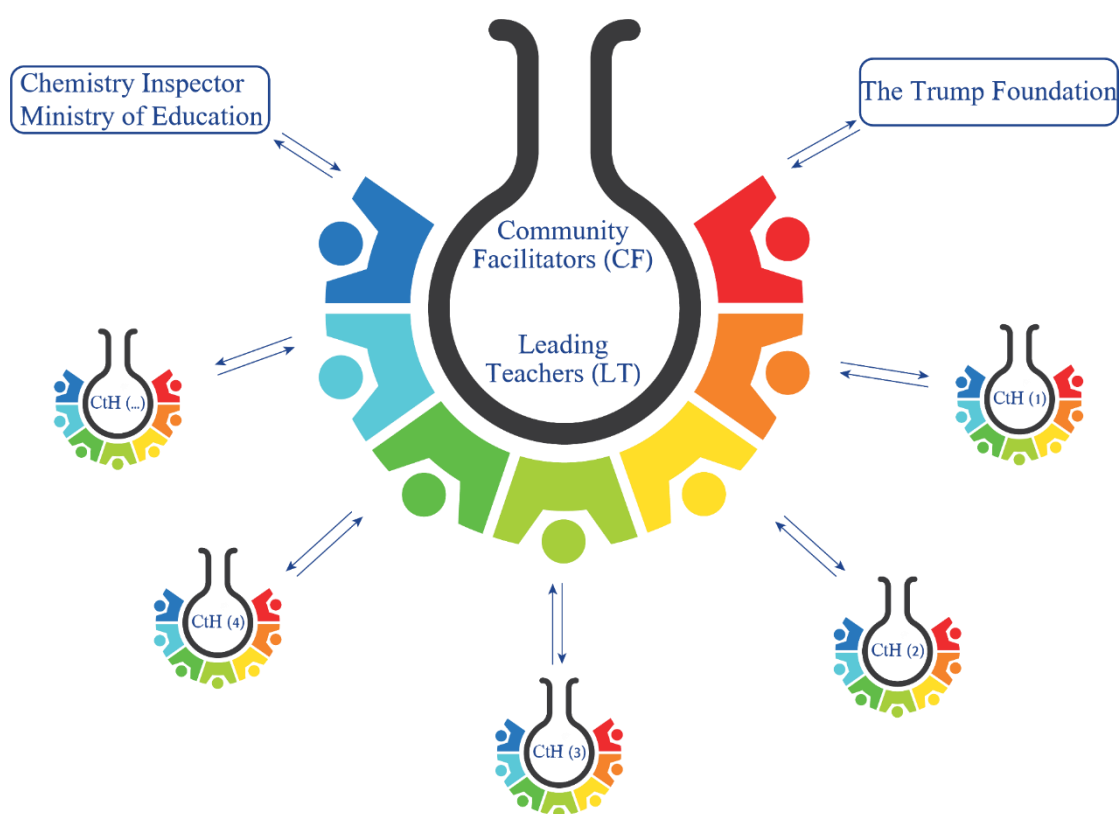 Chemistry Inspector
Ministry of Education
The Trump Foundation
Community
Facilitators (CF)
Leading
Teachers (LT)
CtH (...)
CtH (1)
CtH (4)
CtH (2)
CtH (3)